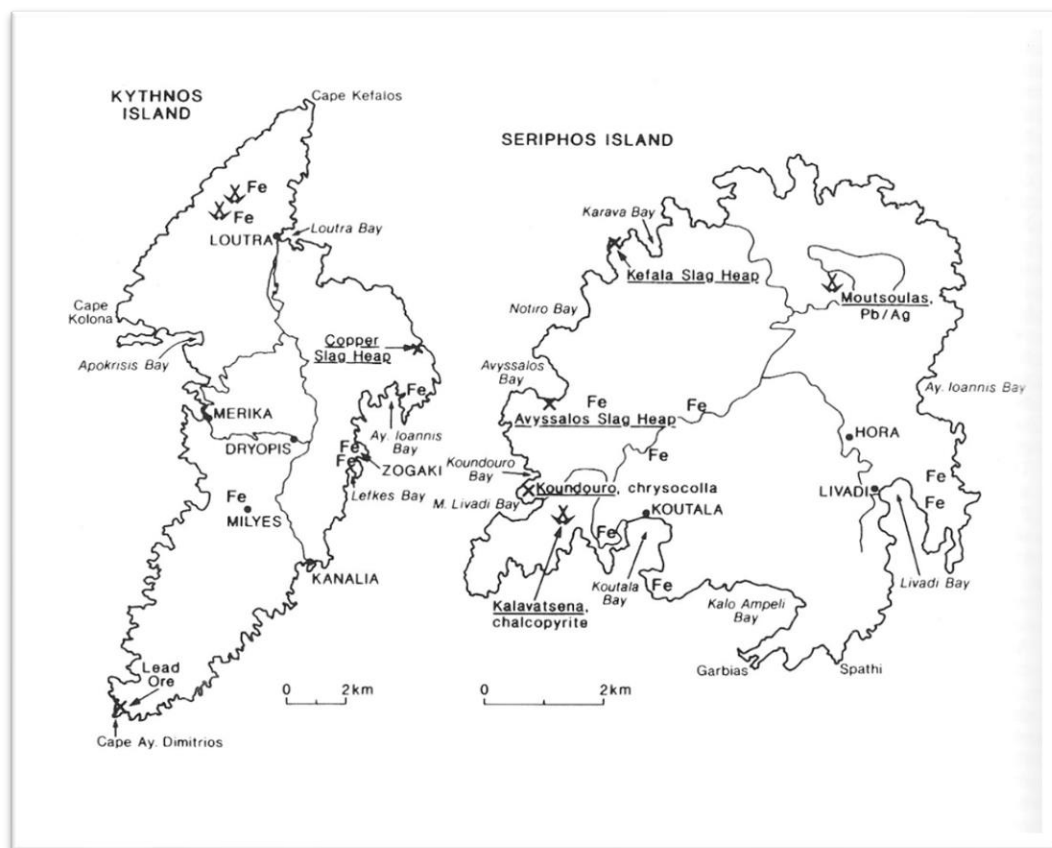 KYTHNOS
ISLAND
Cape Kefalos
Fe
Fe
LOUTRA
Loutra Bay
Cape
Kolona
Apokrisis Bay
Copper
Slag Heap
Fe
MERIKA
DRYOPIS
Ay. Ioannis
Bay
Fe
Fe
ZOGAKI
Lefkes Bay
Fe
MILYES
KANALIA
Lead
Ore
Cape Ay. Dimitrios
0 2km
SERIPHOS ISLAND
Karava Bay
Kefala Slag Heap
Moutsoulas,
Pb/Ag
Notiro Bay
Avyssalos
Bay
Fe
Fe
Avyssalos Slag Heap
Ay. Ioannis Bay
HORA
Fe
Koundouro
Bay
Koundouro, chrysocolla
M. Livadi Bay
KOUTALA
LIVADI
Fe
Fe
Fe
Kalavatsena,
chalcopyrite
Koutala
Bay
Fe
Kalo Ampeli
Bay
Livadi Bay
Garbias
Spathi
0 2km